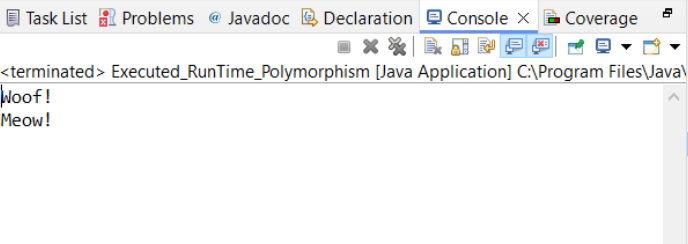 Task List Problems @ Javadoc Declaration Console Coverage
<terminated> Executed_RunTime_Polymorphism [Java Application] C:\Program Files\Java\
Woof!
Meow!